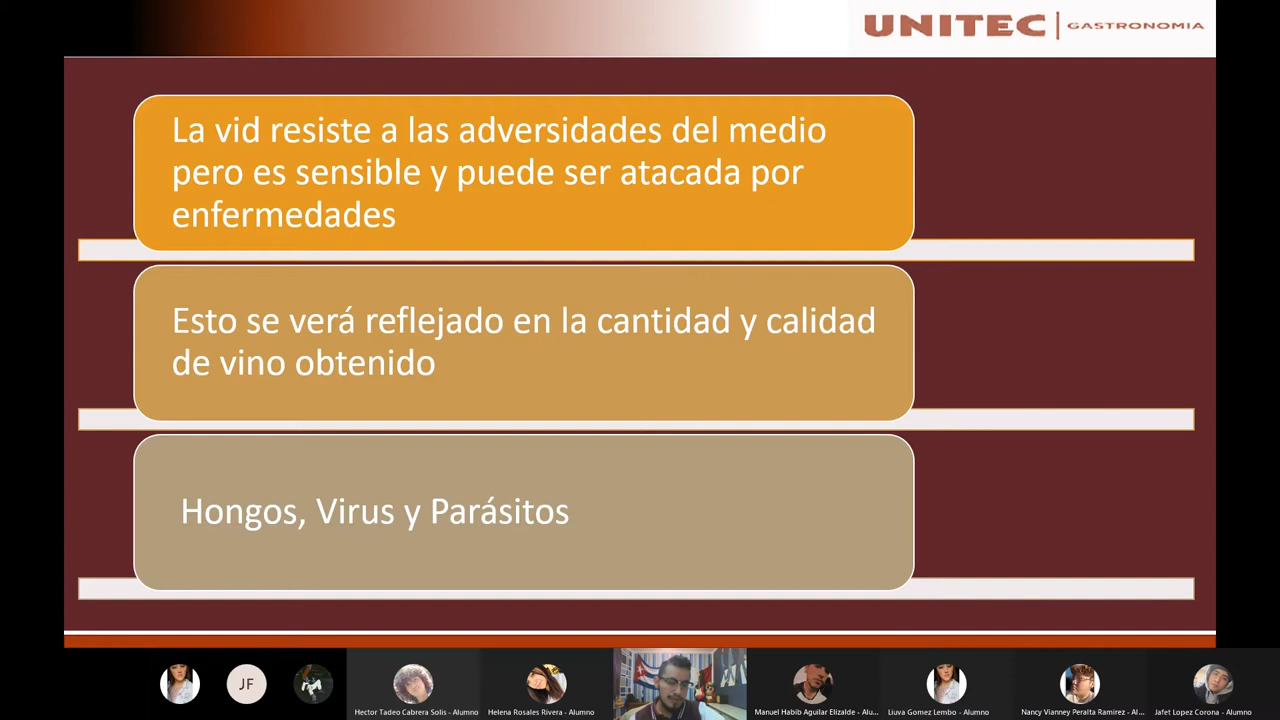 UNITEC | GASTRONOMIA
La vid resiste a las adversidades del medio
pero es sensible y puede ser atacada por
enfermedades
Esto se verá reflejado en la cantidad y calidad
de vino obtenido
Hongos, Virus y Parásitos
JF
Hector Tadeo Cabrera Solis - Alumno
Helena Rosales Rivera - Alumno
Manuel Habib Aguilar Elizalde - Alu...
Liuva Gomez Lembo - Alumno
Nancy Vianney Peralta Ramirez - Al...
Jafet Lopez Corona - Alumno